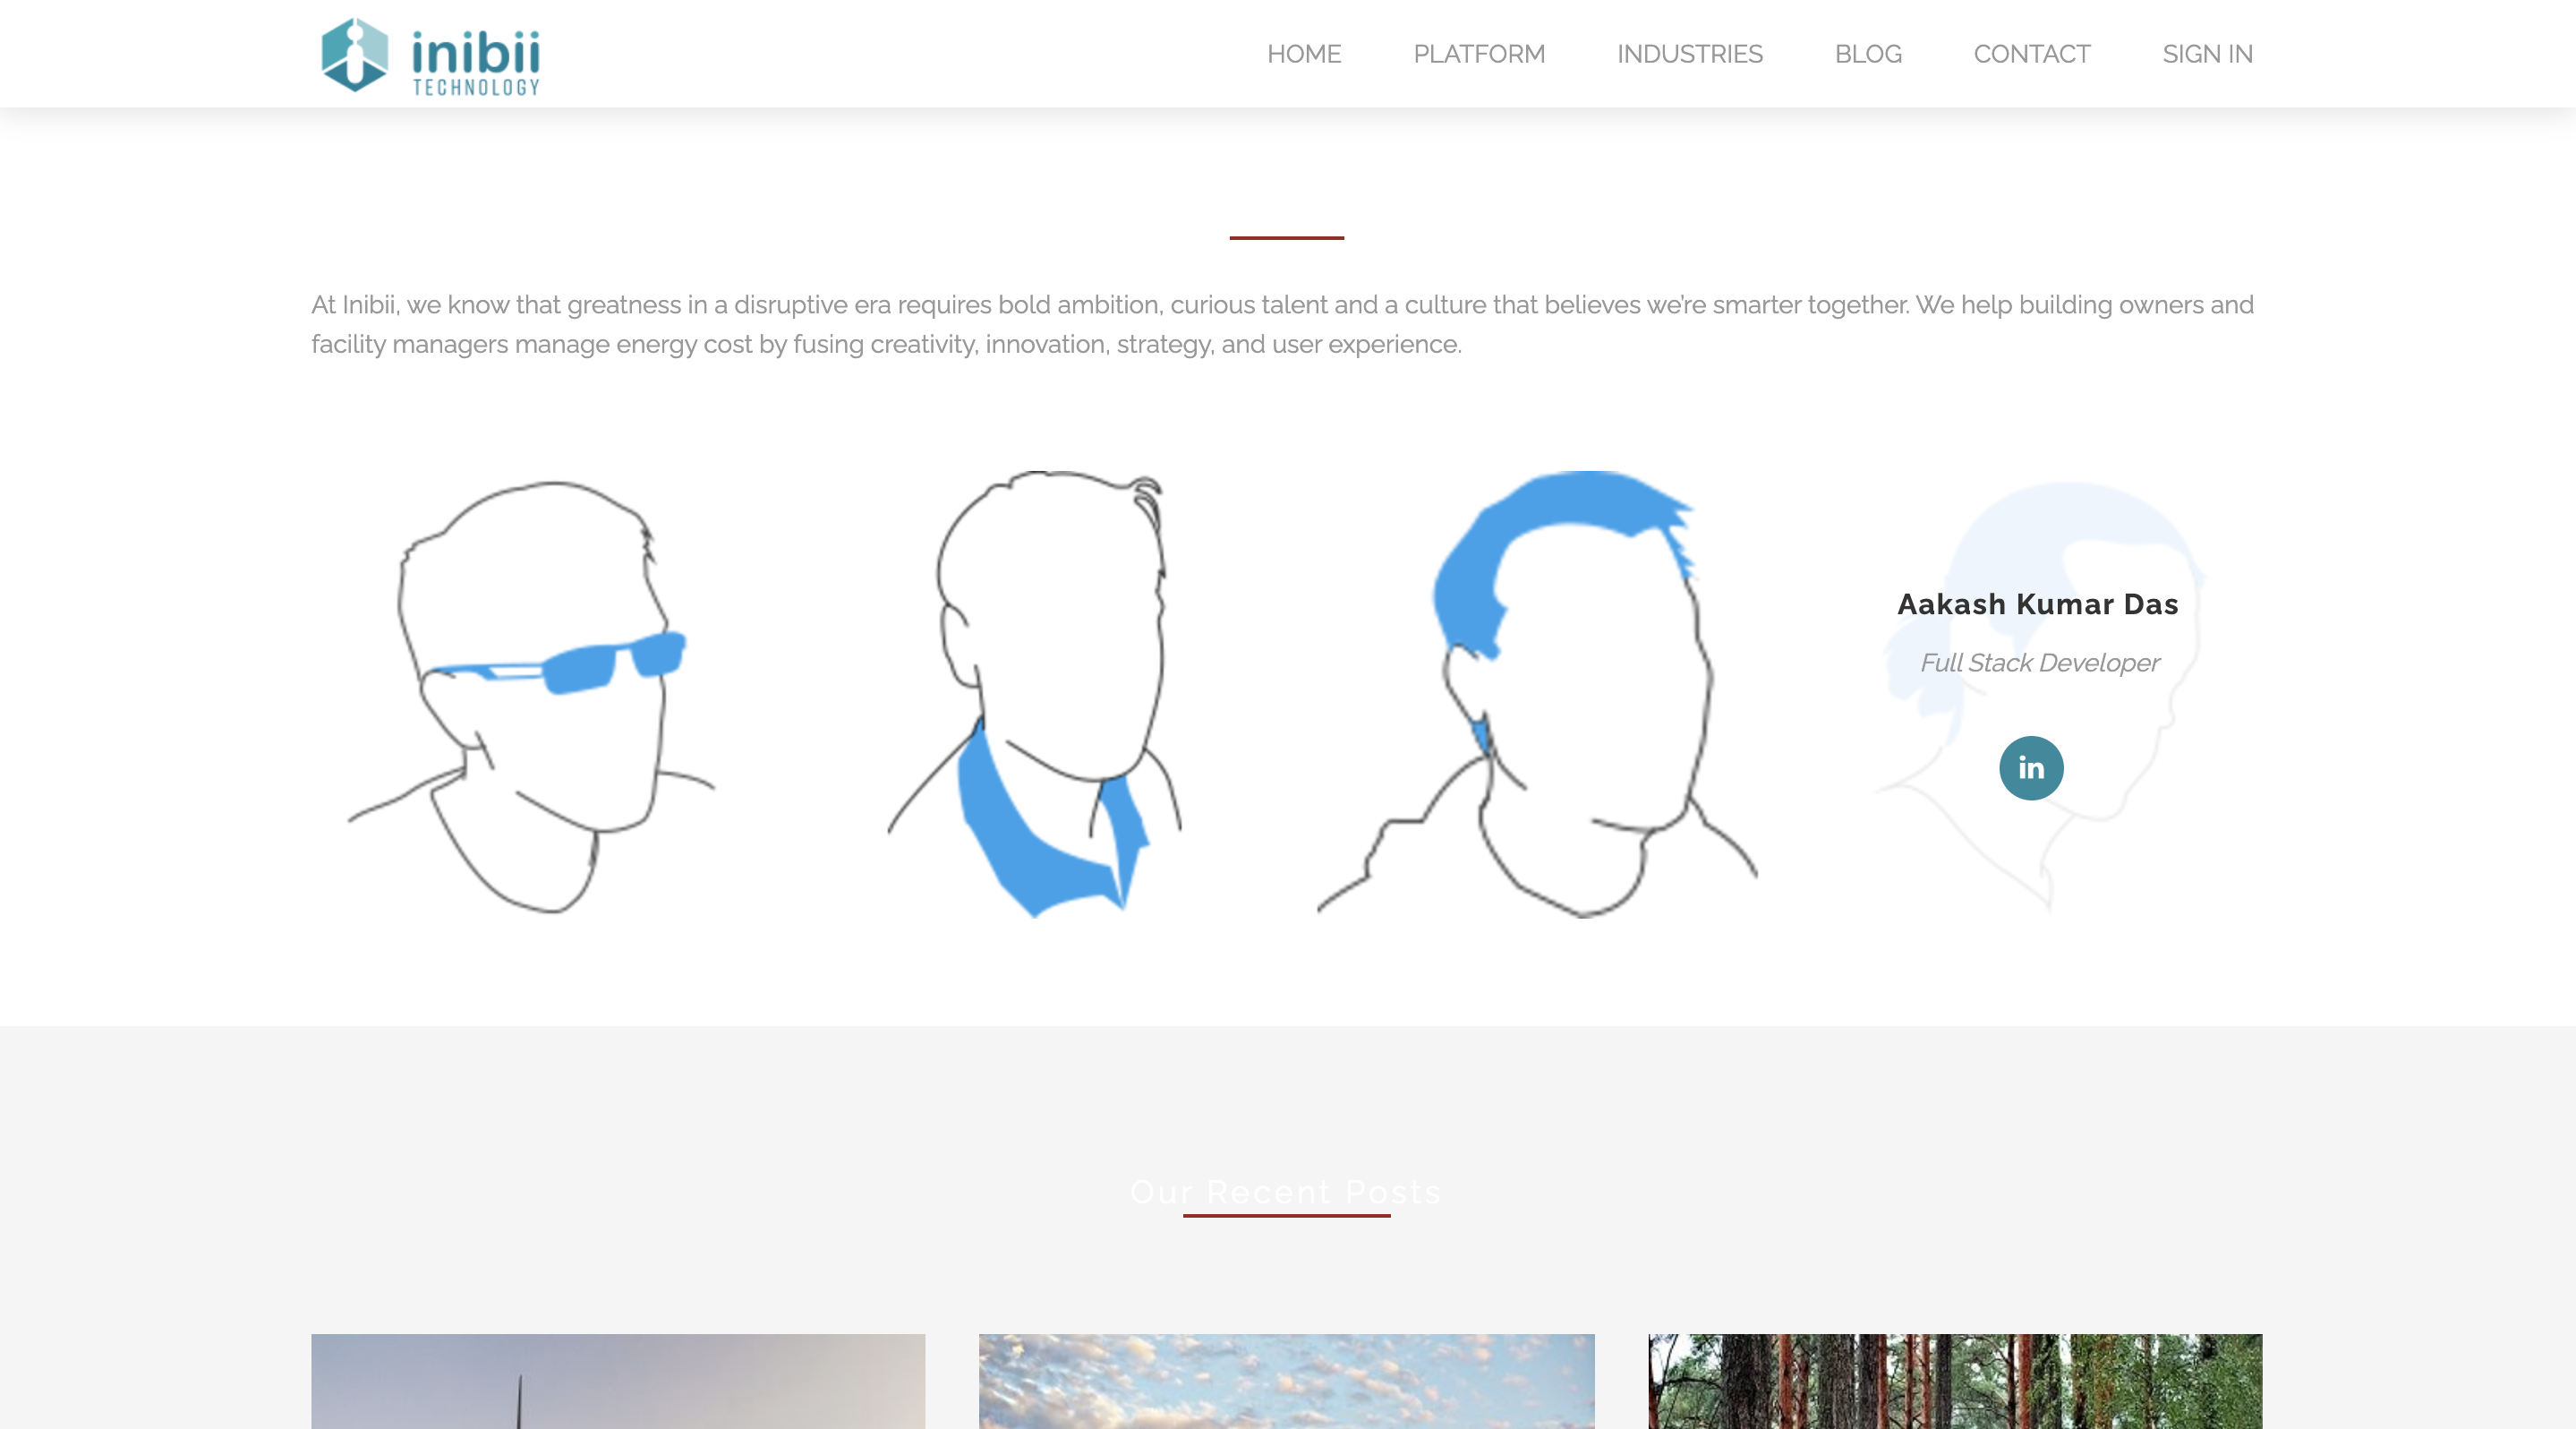 inibii
TECHNOLOGY
HOME PLATFORM INDUSTRIES BLOG CONTACT SIGN IN
At Inibii, we know that greatness in a disruptive era requires bold ambition, curious talent and a culture that believes we’re smarter together. We help building owners and
facility managers manage energy cost by fusing creativity, innovation, strategy, and user experience.
Aakash Kumar Das
Full Stack Developer
in
Our Recent Posts